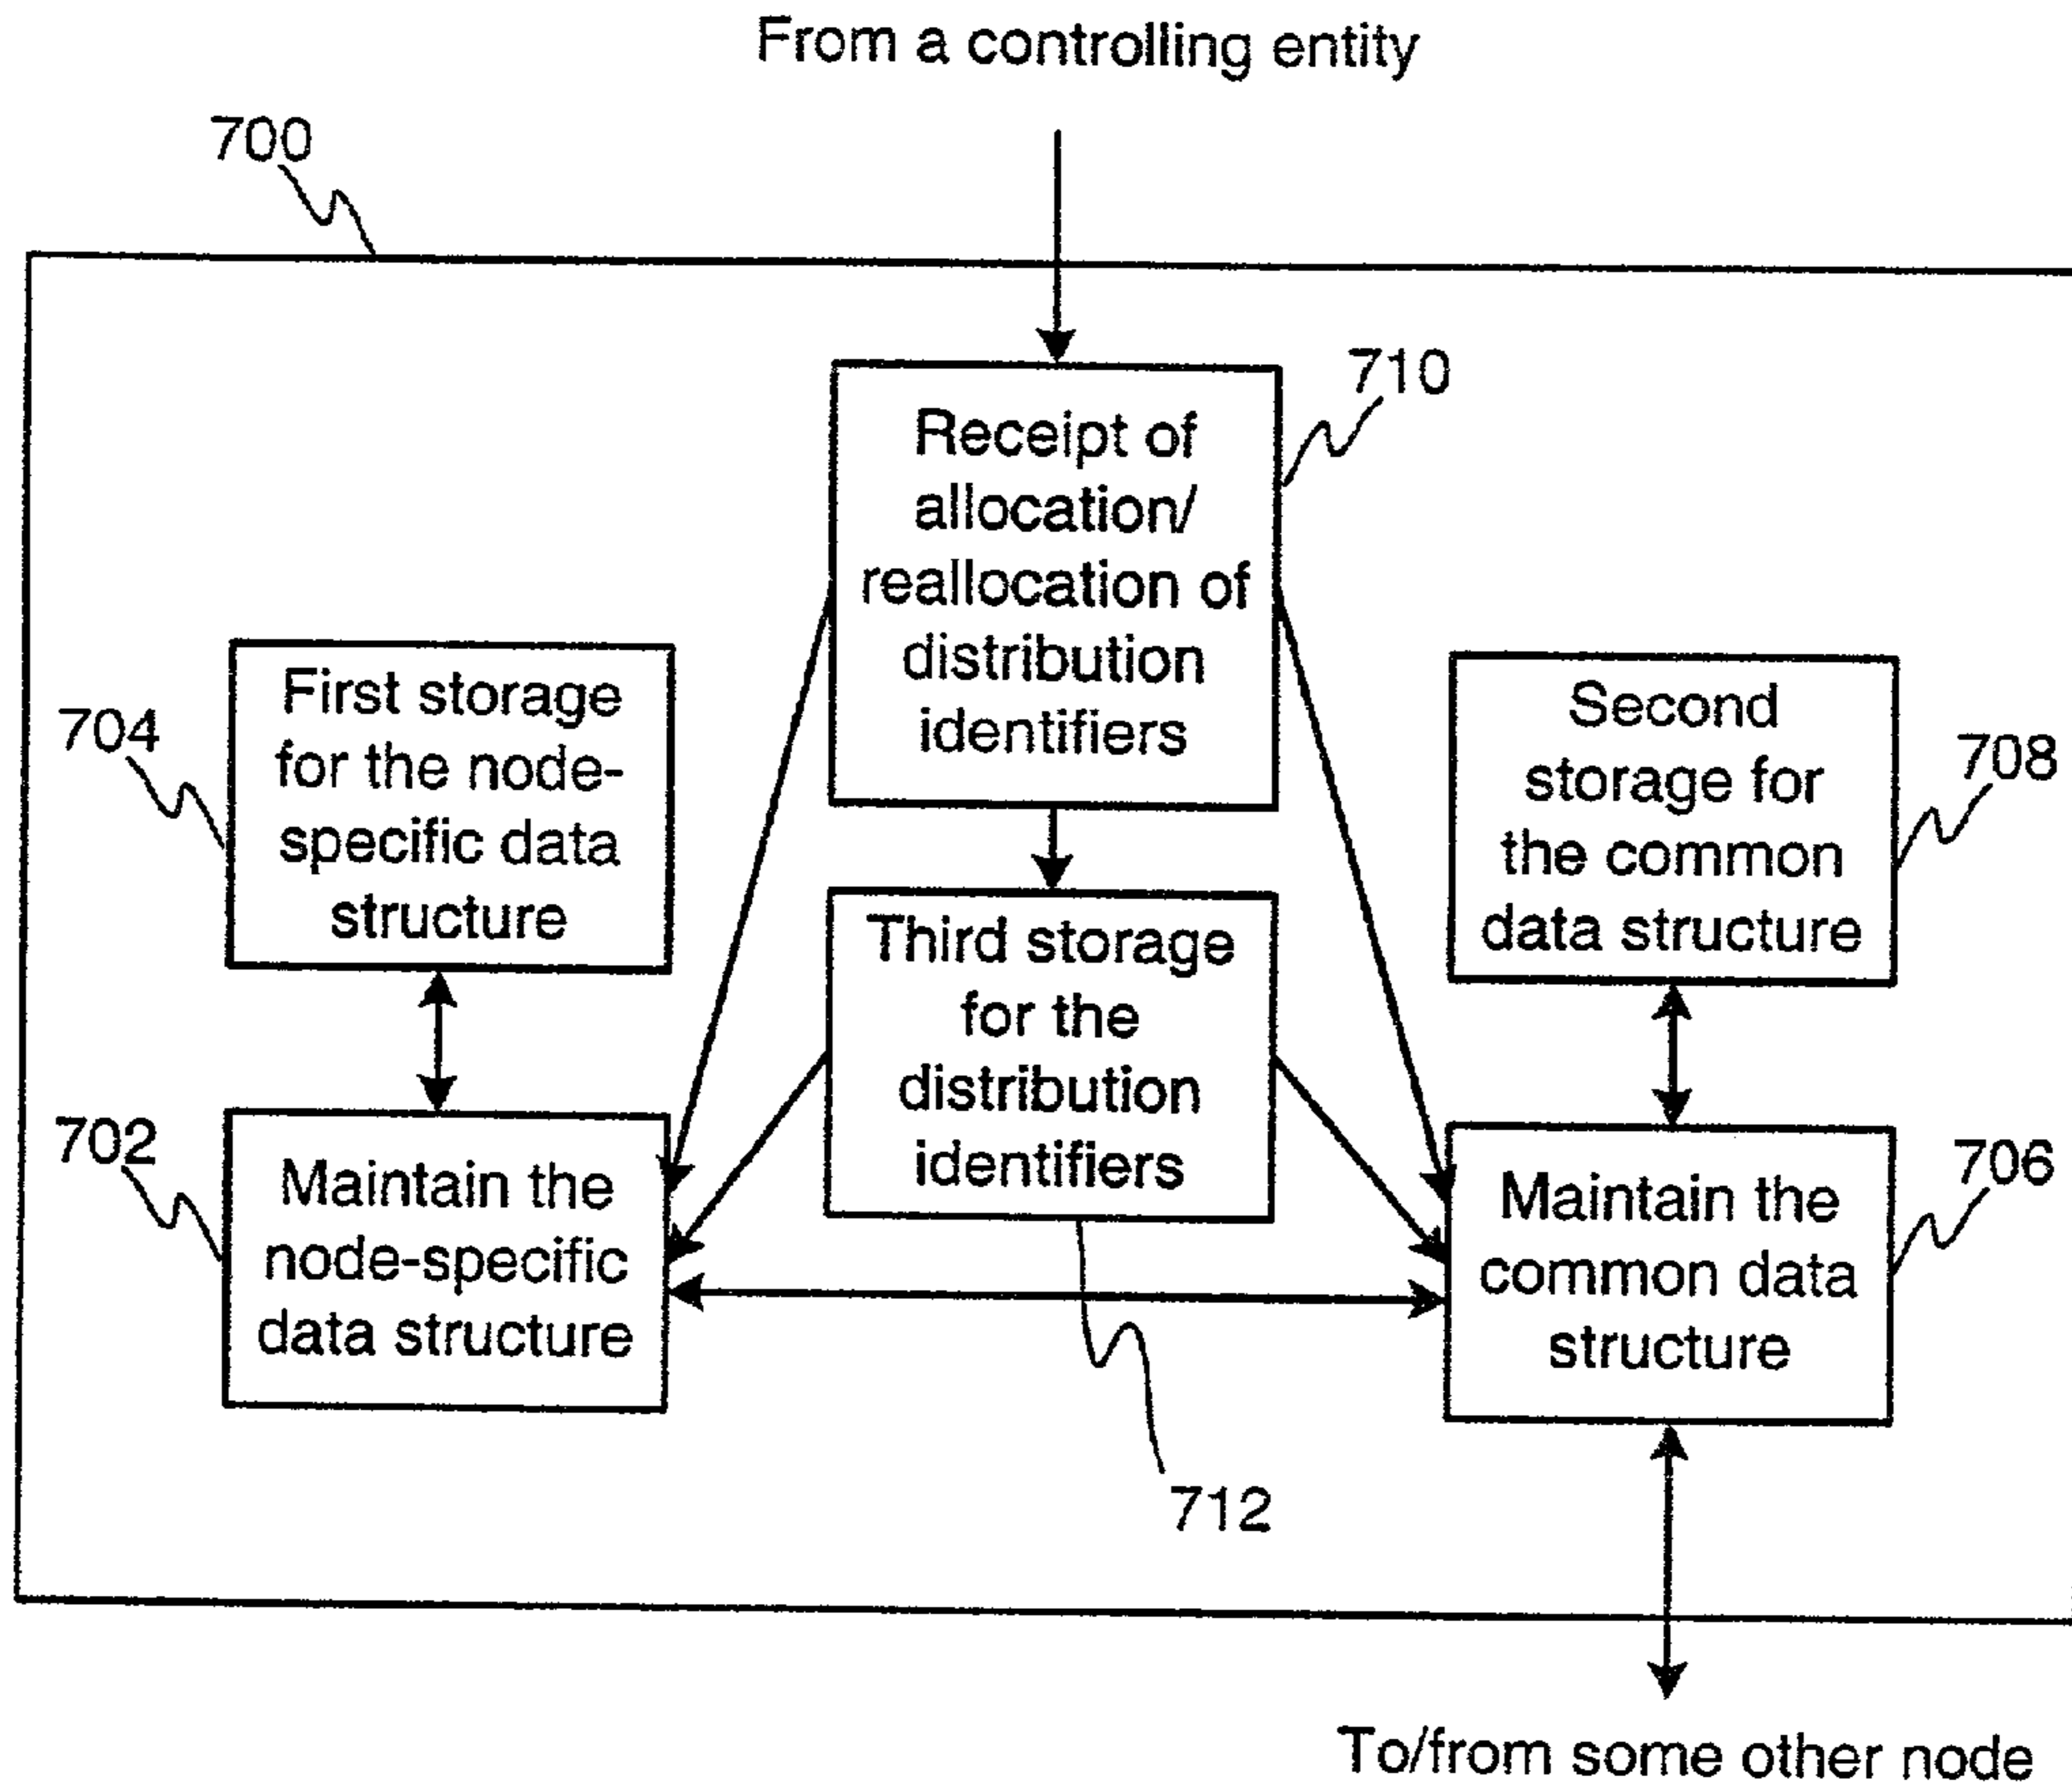 From a controlling entity
700
710
Receipt of
allocation/
reallocation of
distribution
identifiers
704
First storage
for the node-
specific data
structure
Second
storage for
the common
data structure
708
Third storage
for the
distribution
identifiers
702
Maintain the
node-specific
data structure
706
Maintain the
common data
structure
712
To/from some other node